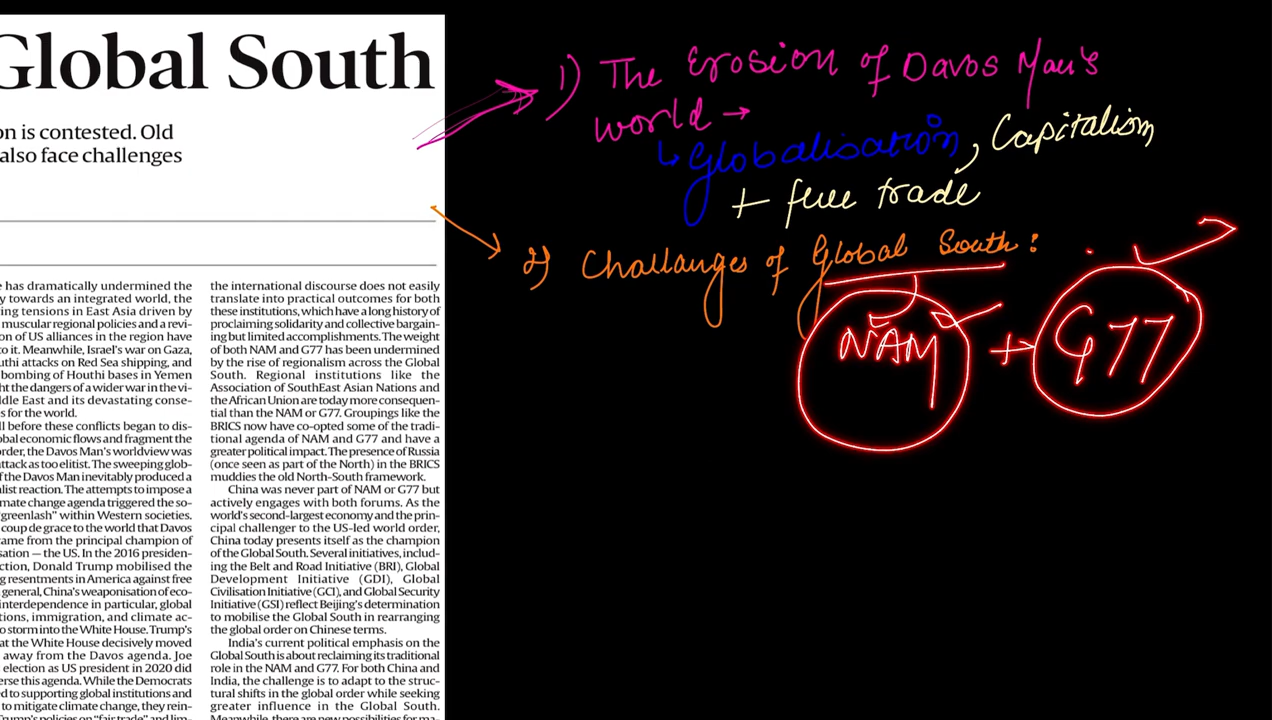 Global South
on is contested. Old
also face challenges
e has dramatically undermined the
y towards an integrated world, the
ing tensions in East Asia driven by
muscular regional policies and a revi-
on of US alliances in the region have
to it. Meanwhile, Israel's war on Gaza,
uthi attacks on Red Sea shipping, and
bombing of Houthi bases in Yemen
ht the dangers of a wider war in the vi-
ddle East and its devastating conse-
s for the world.
ll before these conflicts began to dis-
obal economic flows and fragment the
order, the Davos Man's worldview was
attack as too elitist. The sweeping glob-
f the Davos Man inevitably produced a
alist reaction. The attempts to impose a
mate change agenda triggered the so-
"greenlash" within Western societies.
coup de grace to the world that Davos
ame from the principal champion of
sation — the US. In the 2016 presiden-
ction, Donald Trump mobilised the
g resentments in America against free
general, China's weaponisation of eco-
interdependence in particular, global
tions, immigration, and climate ac-
o storm into the White House. Trump's
at the White House decisively moved
away from the Davos agenda. Joe
election as US president in 2020 did
erse this agenda. While the Democrats
ed to supporting global institutions and
to mitigate climate change, they rein-
Trump's policies on "fair trade" and lim-
the international discourse does not easily
translate into practical outcomes for both
these institutions, which have a long history of
proclaiming solidarity and collective bargain-
ing but limited accomplishments. The weight
of both NAM and G77 has been undermined
by the rise of regionalism across the Global
South. Regional institutions like the
Association of SouthEast Asian Nations and
the African Union are today more consequen-
tial than the NAM or G77. Groupings like the
BRICS now have co-opted some of the tradi-
tional agenda of NAM and G77 and have a
greater political impact. The presence of Russia
(once seen as part of the North) in the BRICS
muddies the old North-South framework.
China was never part of NAM or G77 but
actively engages with both forums. As the
world's second-largest economy and the prin-
cipal challenger to the US-led world order,
China today presents itself as the champion
of the Global South. Several initiatives, includ-
ing the Belt and Road Initiative (BRI), Global
Development Initiative (GDI), Global
Civilisation Initiative (GCI), and Global Security
Initiative (GSI) reflect Beijing's determination
to mobilise the Global South in rearranging
the global order on Chinese terms.
India's current political emphasis on the
Global South is about reclaiming its traditional
role in the NAM and G77. For both China and
India, the challenge is to adapt to the struc-
tural shifts in the global order while seeking
greater influence in the Global South.
Meanwhile, there are new possibilities for ma-
1) The Erosion of Davos Man's
world →
↳ Globalisation, Capitalism
+ free trade
2) Challanges of Global South:
NAM + G77